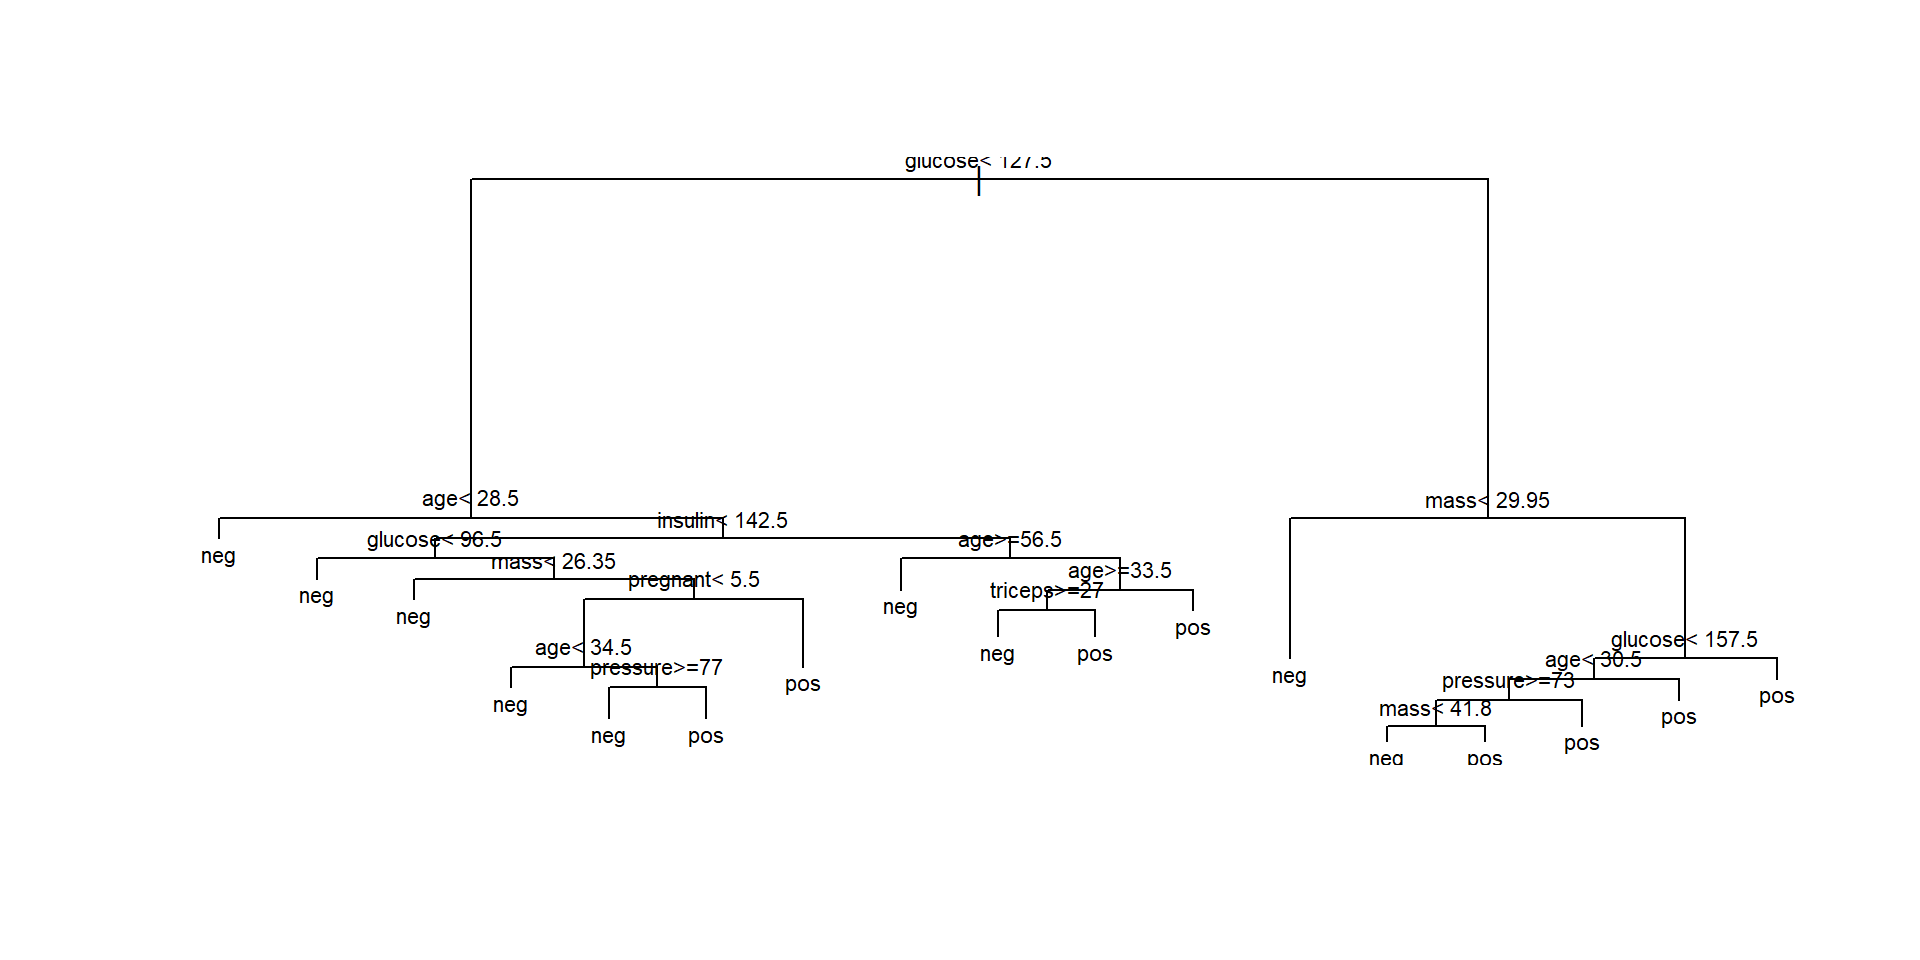 glucose< 127.5
age< 28.5
mass< 29.95
insulin< 142.5
glucose< 96.5
age>=56.5
neg
mass< 26.35
age>=33.5
pregnant< 5.5
triceps>=27
neg
neg
neg
pos
age< 34.5
glucose< 157.5
neg
pos
age< 30.5
pressure>=77
neg
pressure>=73
pos
pos
neg
mass< 41.8
pos
neg
pos
pos
neg
pos